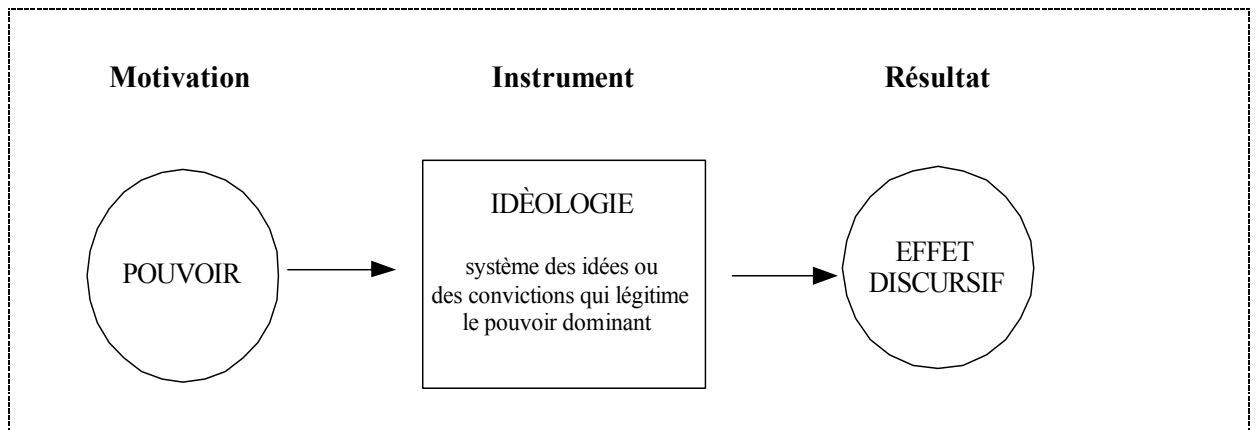 Motivation Instrument Résultat
POUVOIR
IDÈOLOGIE
système des idées ou
des convictions qui légitime
le pouvoir dominant
EFFET
DISCURSIF